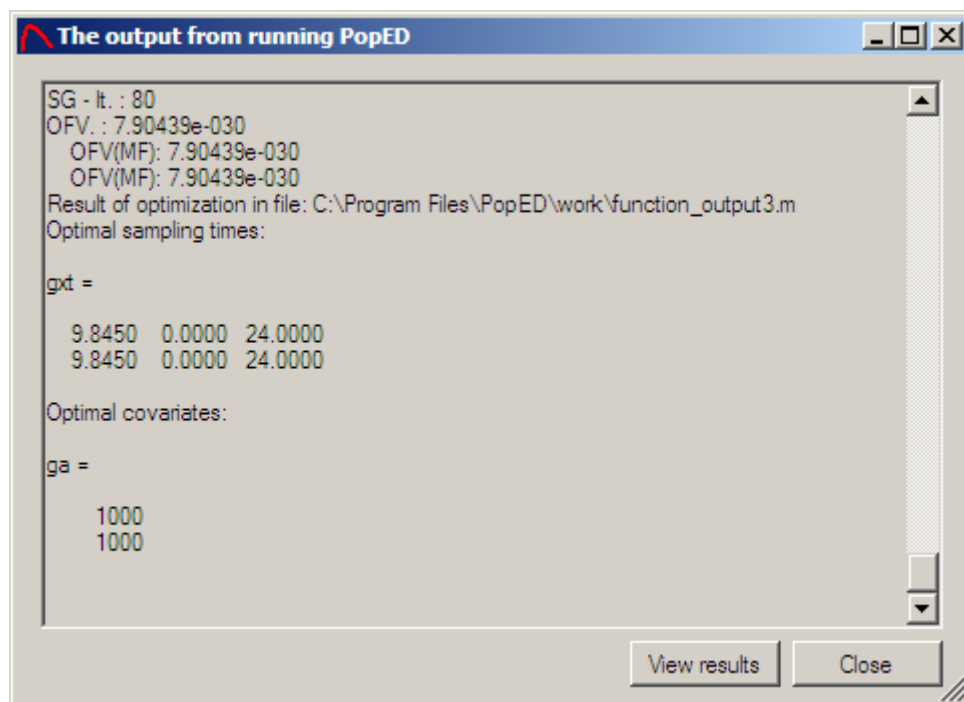 The output from running PopED
SG - It. : 80
OFV. : 7.90439e-030
OFV(MF): 7.90439e-030
OFV(MF): 7.90439e-030
Result of optimization in file: C:\Program Files\PopED\work\function_output3.m
Optimal sampling times:
gxt =
9.8450 0.0000 24.0000
9.8450 0.0000 24.0000
Optimal covariates:
ga =
1000
1000
View results Close